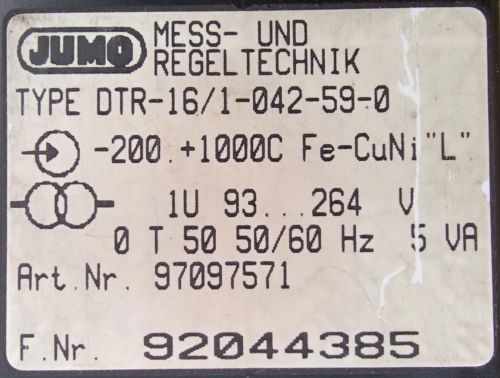 JUMO MESS- UND
REGELTECHNIK
TYPE DTR-16/1-042-59-0
-200.+1000C Fe-CuNi"L"
1U 93...264 V
0 T 50 50/60 Hz 5 VA
Art.Nr. 97097571
F.Nr. 92044385